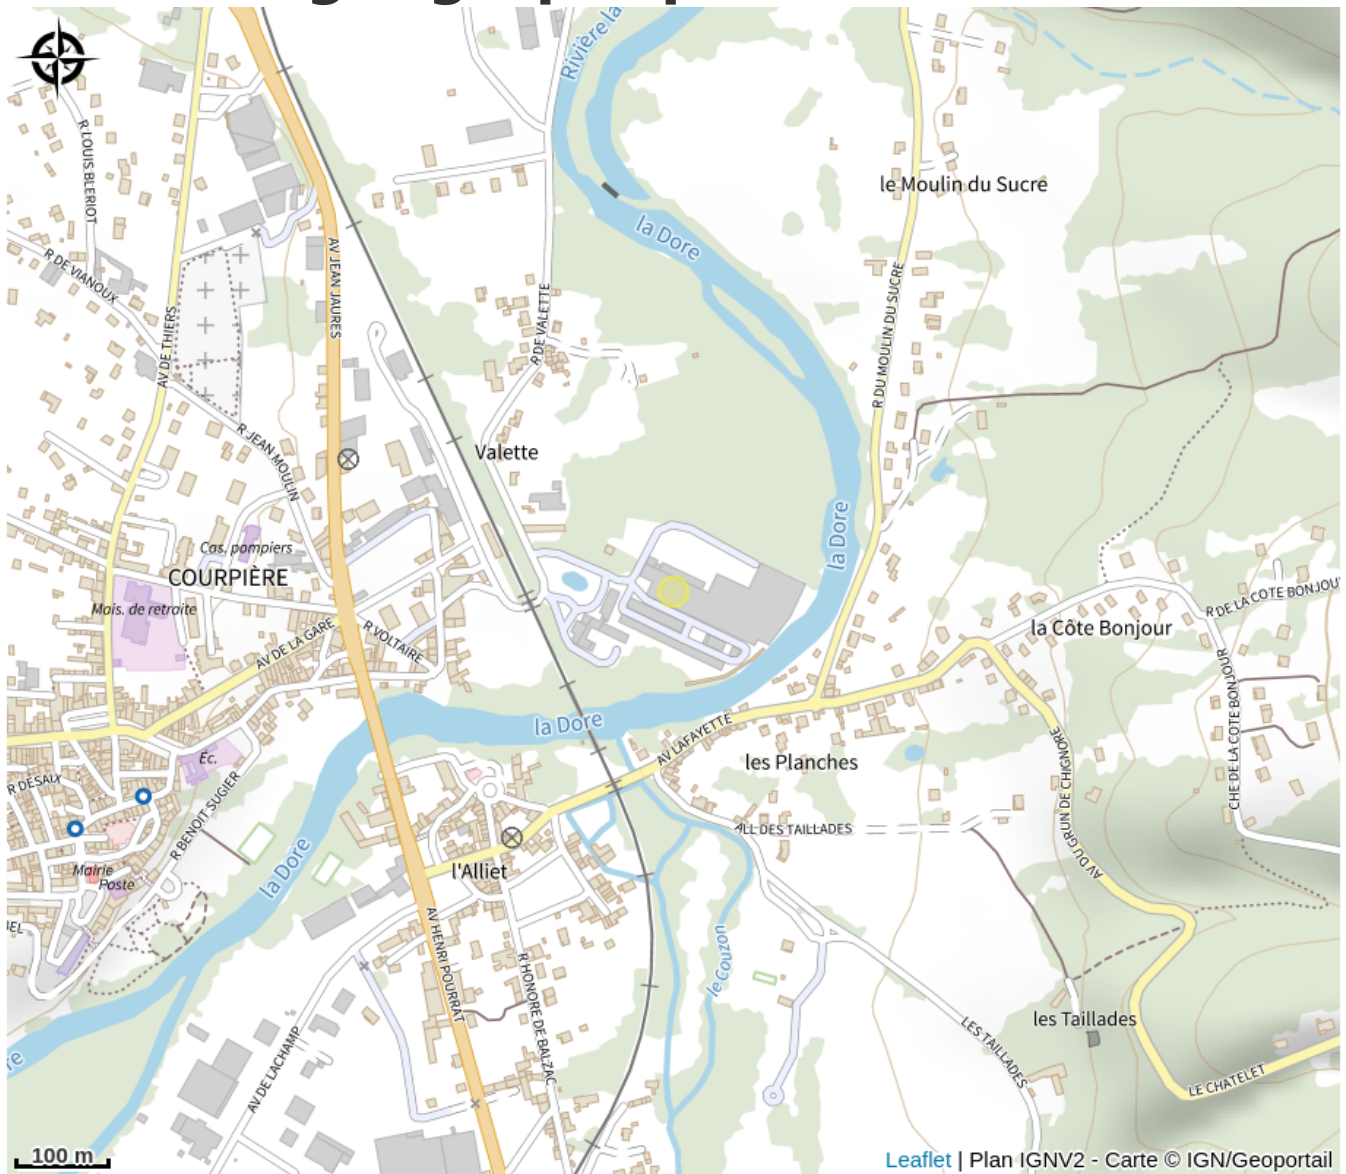 Rivière la
R LOUIS BLERIOT
le Moulin du Sucre
la Dore
R DE VIANOUX
AV JEAN JAURES
R DE VALETTE
R DU MOULIN DU SUCRE
AV DE THIERS
R JEAN MOULIN
Valette
la Dore
Cas. pompiers
COURPIÈRE
Mais. de retraite
R DE LA COTE BONJOU
la Côte Bonjour
AV DE LA GARE
R VOLTAIRE
CHE DE LA COTE BONJOUR
la Dore
AV LAFAYETTE
AV DU GRUN DE CHIGNORE
Éc.
les Planches
R DESAIX
R BENOIT SUGIER
ALL DES TAILLADES
la Dore
l'Alliet
Mairie
Poste
BEL
AV HENRI POURRAT
R HONORE DE BALZAC
le Couzon
les Taillades
LES TAILLADES
AV DE LACHAMP
re
LE CHATELET
100 m
Leaflet | Plan IGNV2 - Carte © IGN/Geoportail